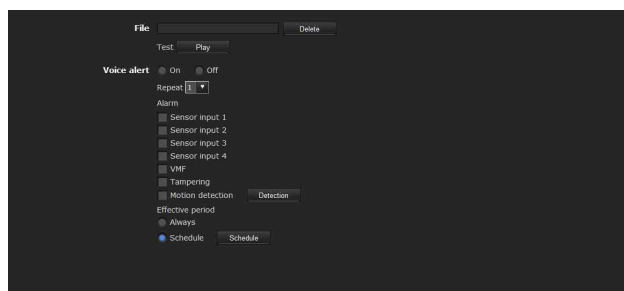 File Delete
Test Play
Voice alert On Off
Repeat 1
Alarm
Sensor input 1
Sensor input 2
Sensor input 3
Sensor input 4
VMF
Tampering
Motion detection Detection
Effective period
Always
Schedule Schedule